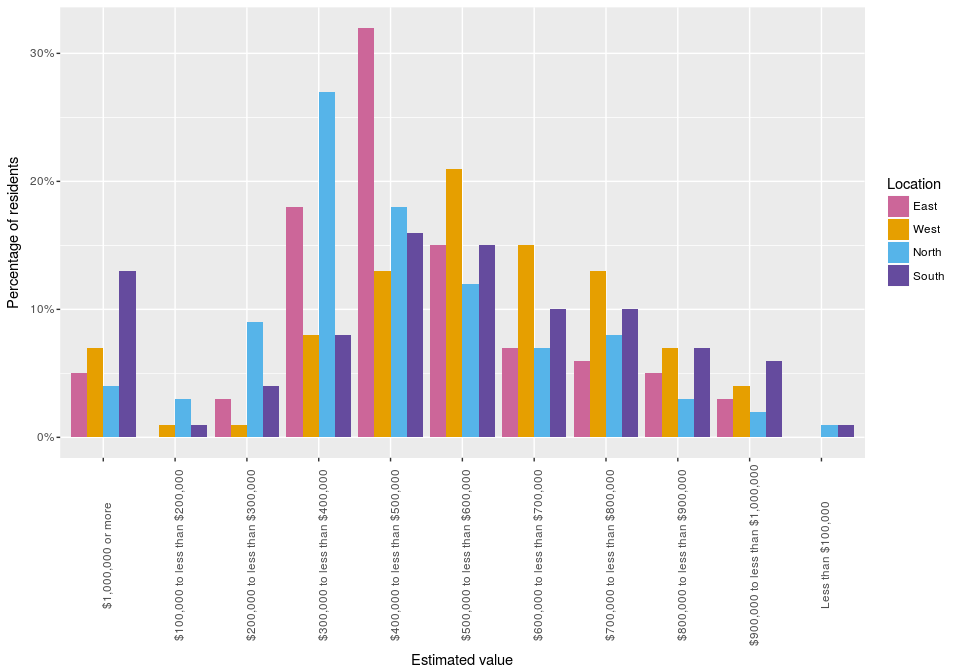 30%
20%
10%
0%
Percentage of residents
$1,000,000 or more
$100,000 to less than $200,000
$200,000 to less than $300,000
$300,000 to less than $400,000
$400,000 to less than $500,000
$500,000 to less than $600,000
$600,000 to less than $700,000
$700,000 to less than $800,000
$800,000 to less than $900,000
$900,000 to less than $1,000,000
Less than $100,000
Estimated value
Location
East
West
North
South